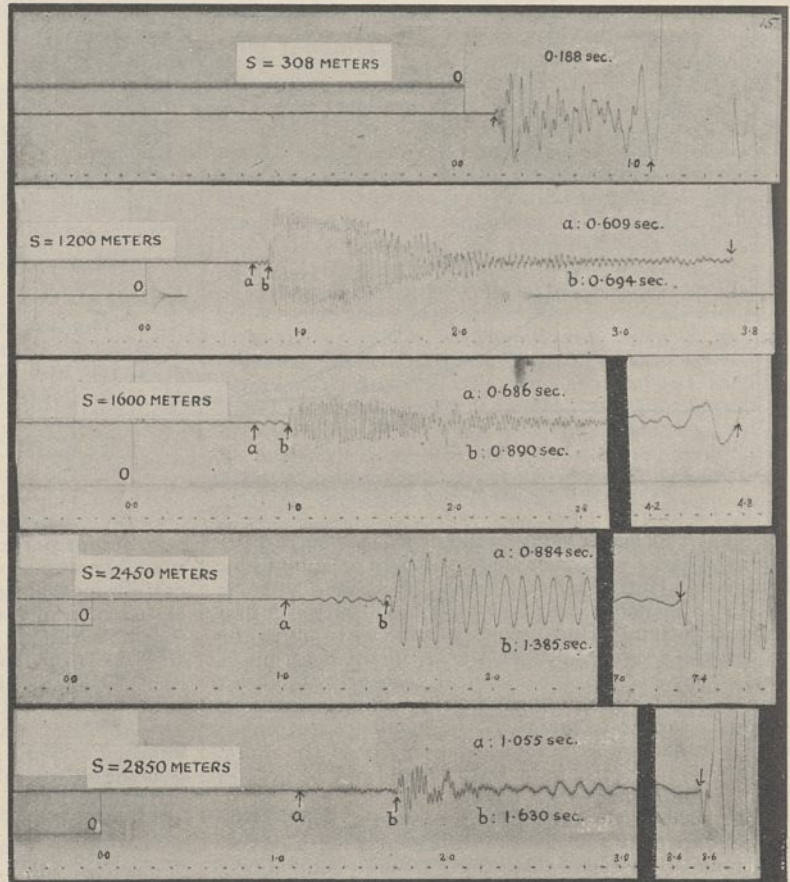 15
S = 308 METERS
0·188 sec.
0
0·0 1·0
S = 1200 METERS
a: 0·609 sec.
a b
0
b: 0·694 sec.
0·0 1·0 2·0 3·0 3·8
S = 1600 METERS
a: 0·686 sec.
a b
0
b: 0·890 sec.
0·0 1·0 2·0 4·2 4·8
S = 2450 METERS
a: 0·884 sec.
0
a b
b: 1·385 sec.
0·0 1·0 2·0 7·0 7·4
S = 2850 METERS
a: 1·055 sec.
a b
0
b: 1·630 sec.
0·0 1·0 2·0 3·0 8·6